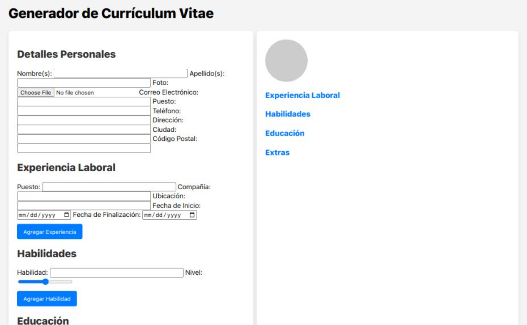 Generador de Currículum Vitae
Detalles Personales
Nombre(s): Apellido(s):
Foto:
Choose File No file chosen Correo Electrónico:
Puesto:
Teléfono:
Dirección:
Ciudad:
Código Postal:
Experiencia Laboral
Puesto: Compañía:
Ubicación:
Fecha de Inicio:
mm/dd/yyyy Fecha de Finalización: mm/dd/yyyy
Agregar Experiencia
Habilidades
Habilidad: Nivel:
Agregar Habilidad
Educación
Experiencia Laboral
Habilidades
Educación
Extras